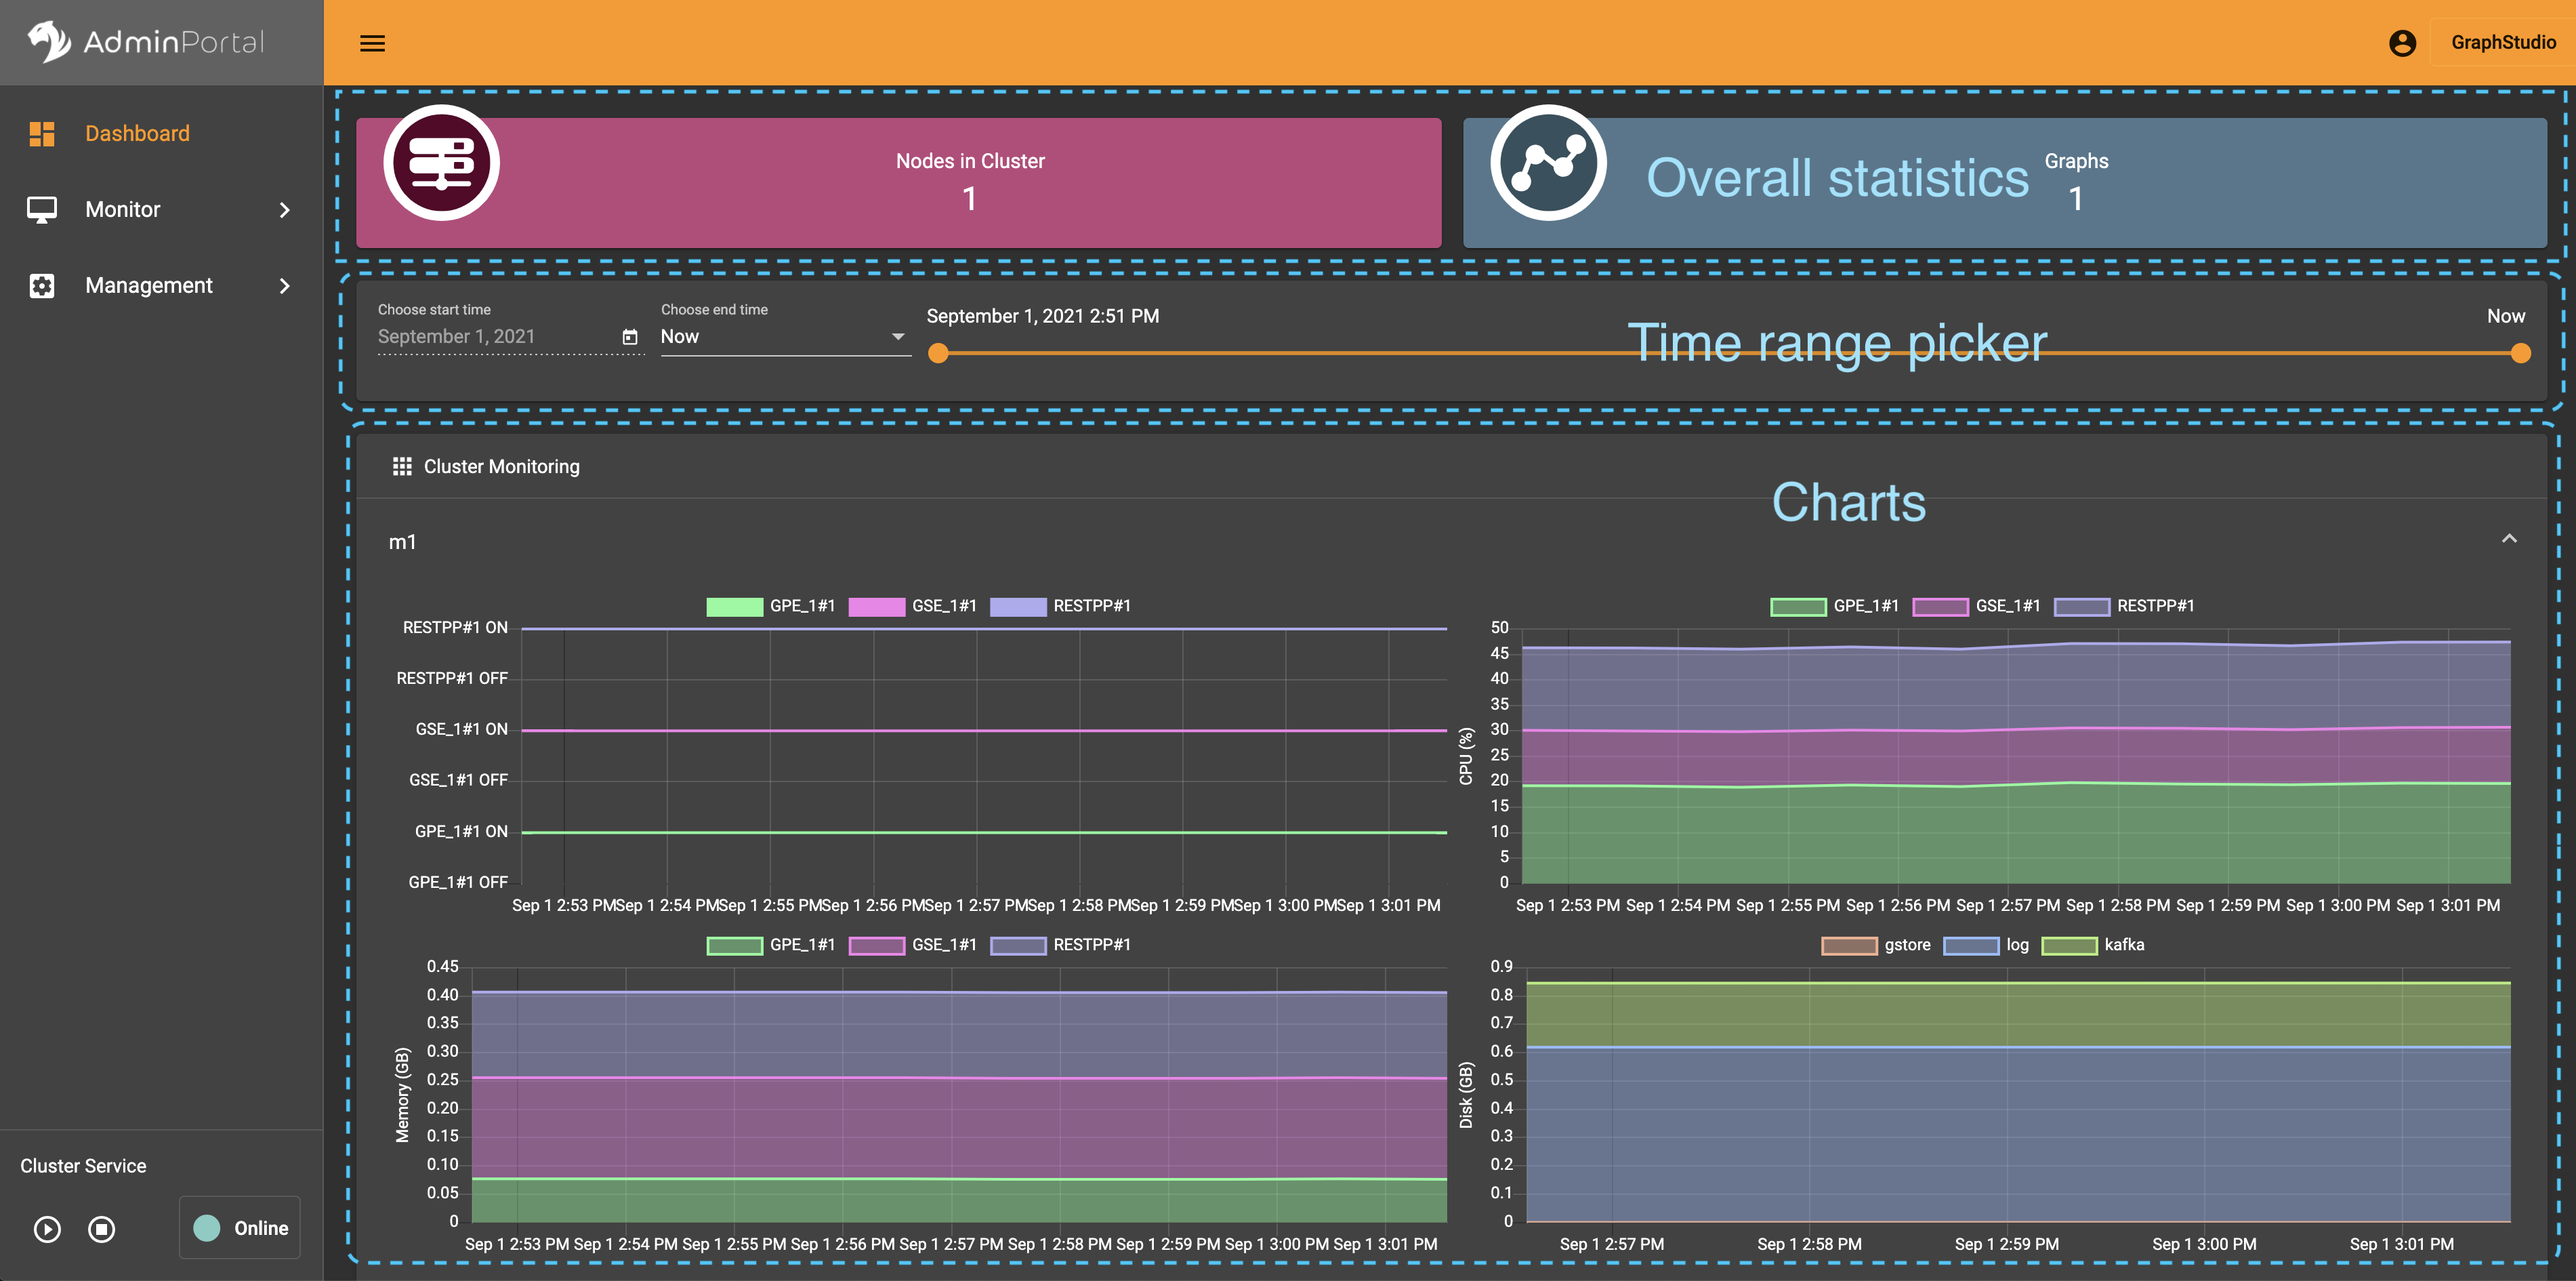 AdminPortal
GraphStudio
Dashboard
Monitor
Management
Nodes in Cluster
1
Overall statistics
Graphs
1
Choose start time
September 1, 2021
Choose end time
Now
September 1, 2021 2:51 PM
Time range picker
Now
Cluster Monitoring
Charts
m1
GPE_1#1 GSE_1#1 RESTPP#1
RESTPP#1 ON
RESTPP#1 OFF
GSE_1#1 ON
GSE_1#1 OFF
GPE_1#1 ON
GPE_1#1 OFF
Sep 1 2:53 PM Sep 1 2:54 PM Sep 1 2:55 PM Sep 1 2:56 PM Sep 1 2:57 PM Sep 1 2:58 PM Sep 1 2:59 PM Sep 1 3:00 PM Sep 1 3:01 PM
GPE_1#1 GSE_1#1 RESTPP#1
CPU (%)
50
45
40
35
30
25
20
15
10
5
0
Sep 1 2:53 PM Sep 1 2:54 PM Sep 1 2:55 PM Sep 1 2:56 PM Sep 1 2:57 PM Sep 1 2:58 PM Sep 1 2:59 PM Sep 1 3:00 PM Sep 1 3:01 PM
GPE_1#1 GSE_1#1 RESTPP#1
Memory (GB)
0.45
0.40
0.35
0.30
0.25
0.20
0.15
0.10
0.05
0
Sep 1 2:53 PM Sep 1 2:54 PM Sep 1 2:55 PM Sep 1 2:56 PM Sep 1 2:57 PM Sep 1 2:58 PM Sep 1 2:59 PM Sep 1 3:00 PM Sep 1 3:01 PM
gstore log kafka
Disk (GB)
0.9
0.8
0.7
0.6
0.5
0.4
0.3
0.2
0.1
0
Sep 1 2:57 PM Sep 1 2:58 PM Sep 1 2:59 PM Sep 1 3:00 PM Sep 1 3:01 PM
Cluster Service
Online